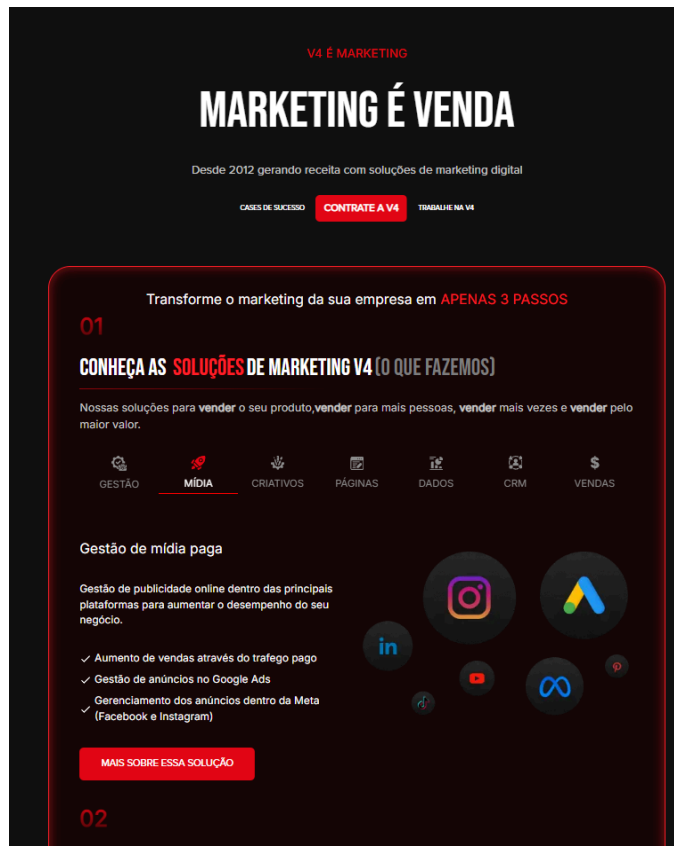 V4 É MARKETING
MARKETING É VENDA
Desde 2012 gerando receita com soluções de marketing digital
CASES DE SUCESSO CONTRATE A V4 TRABALHE NA V4
Transforme o marketing da sua empresa em APENAS 3 PASSOS
01
CONHEÇA AS SOLUÇÕES DE MARKETING V4 (O QUE FAZEMOS)
Nossas soluções para vender o seu produto,vender para mais pessoas, vender mais vezes e vender pelo
maior valor.
GESTÃO MÍDIA CRIATIVOS PÁGINAS DADOS CRM VENDAS
Gestão de mídia paga
Gestão de publicidade online dentro das principais
plataformas para aumentar o desempenho do seu
negócio.
Aumento de vendas através do trafego pago
Gestão de anúncios no Google Ads
Gerenciamento dos anúncios dentro da Meta
(Facebook e Instagram)
in
MAIS SOBRE ESSA SOLUÇÃO
02